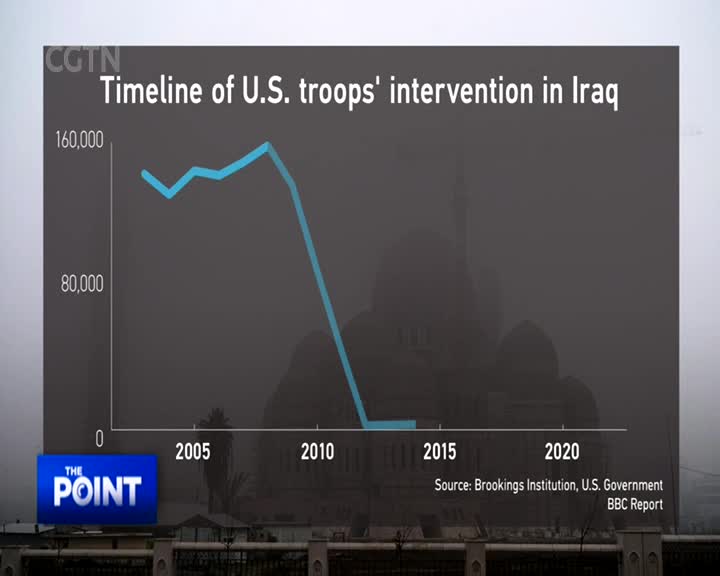 CGTN
Timeline of U.S. troops' intervention in Iraq
160,000
80,000
0
2005
2010
2015
2020
Source: Brookings Institution, U.S. Government
BBC Report
THE
POINT